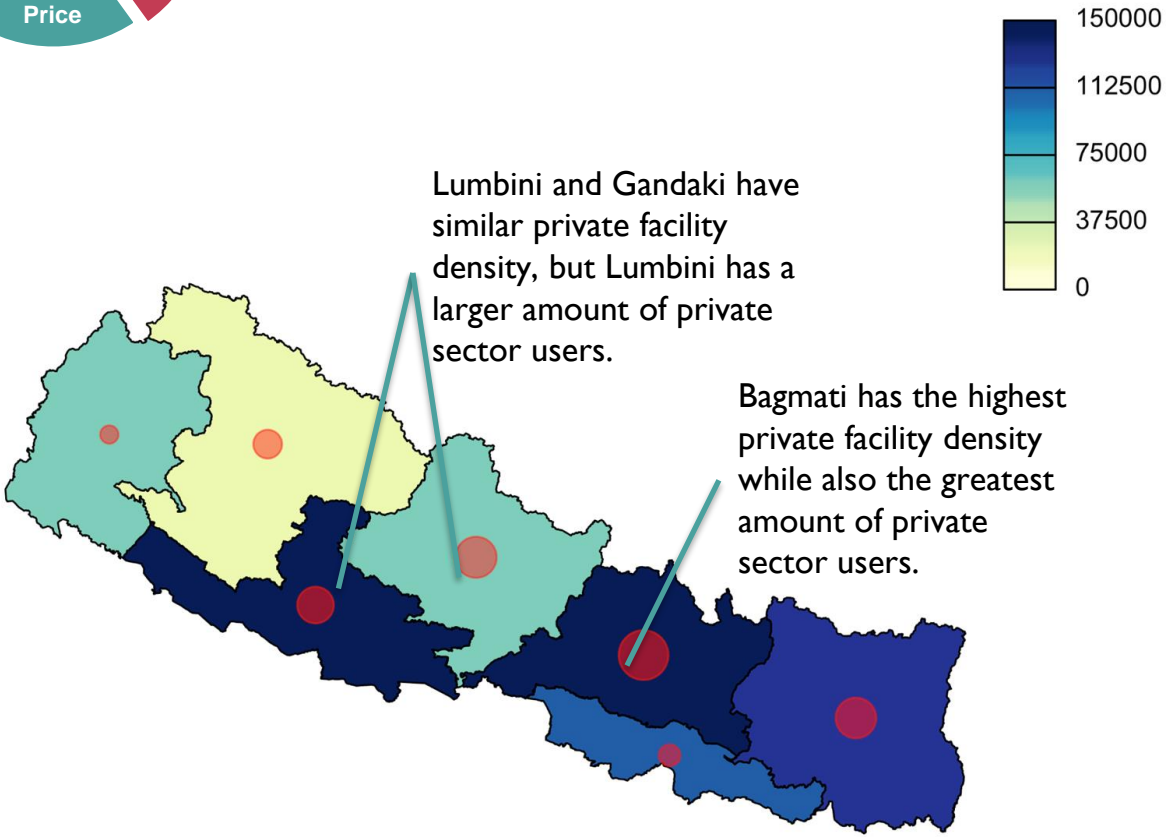 Price
150000
112500
75000
37500
0
Lumbini and Gandaki have
similar private facility
density, but Lumbini has a
larger amount of private
sector users.
Bagmati has the highest
private facility density
while also the greatest
amount of private
sector users.